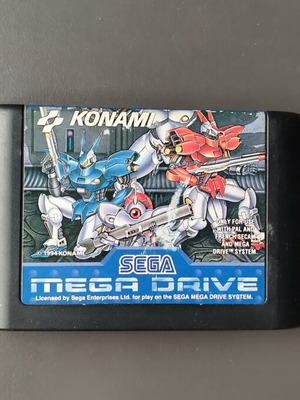 KONAMI
ONLY FOR USE
WITH PAL AND
FRENCH SECAM
AND MEGA
DRIVE™ SYSTEM.
© 1994 KONAMI
SEGA
MEGA DRIVE
Licensed by Sega Enterprises Ltd. for play on the SEGA MEGA DRIVE SYSTEM.